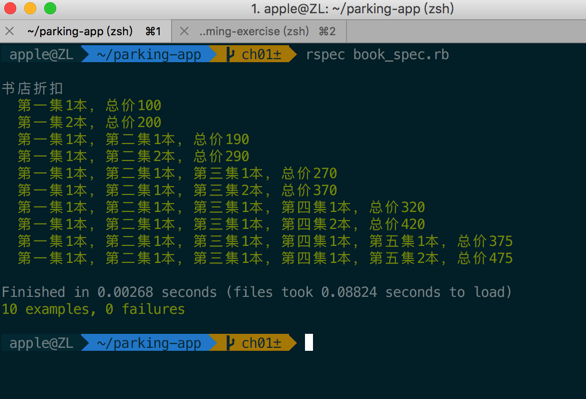 1. apple@ZL: ~/parking-app (zsh)
× ~/parking-app (zsh) ⌘1 × ..ming-exercise (zsh) ⌘2
apple@ZL ~/parking-app ch01± rspec book_spec.rb
书店折扣
第一集1本, 总价100
第一集2本, 总价200
第一集1本, 第二集1本, 总价190
第一集1本, 第二集2本, 总价290
第一集1本, 第二集1本, 第三集1本, 总价270
第一集1本, 第二集1本, 第三集2本, 总价370
第一集1本, 第二集1本, 第三集1本, 第四集1本, 总价320
第一集1本, 第二集1本, 第三集1本, 第四集2本, 总价420
第一集1本, 第二集1本, 第三集1本, 第四集1本, 第五集1本, 总价375
第一集1本, 第二集1本, 第三集1本, 第四集1本, 第五集2本, 总价475
Finished in 0.00268 seconds (files took 0.08824 seconds to load)
10 examples, 0 failures
apple@ZL ~/parking-app ch01±